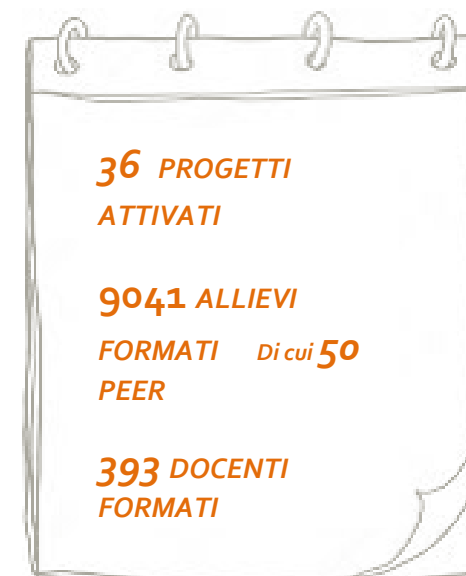 36 PROGETTI
ATTIVATI
9041 ALLIEVI
FORMATI Di cui 50
PEER
393 DOCENTI
FORMATI